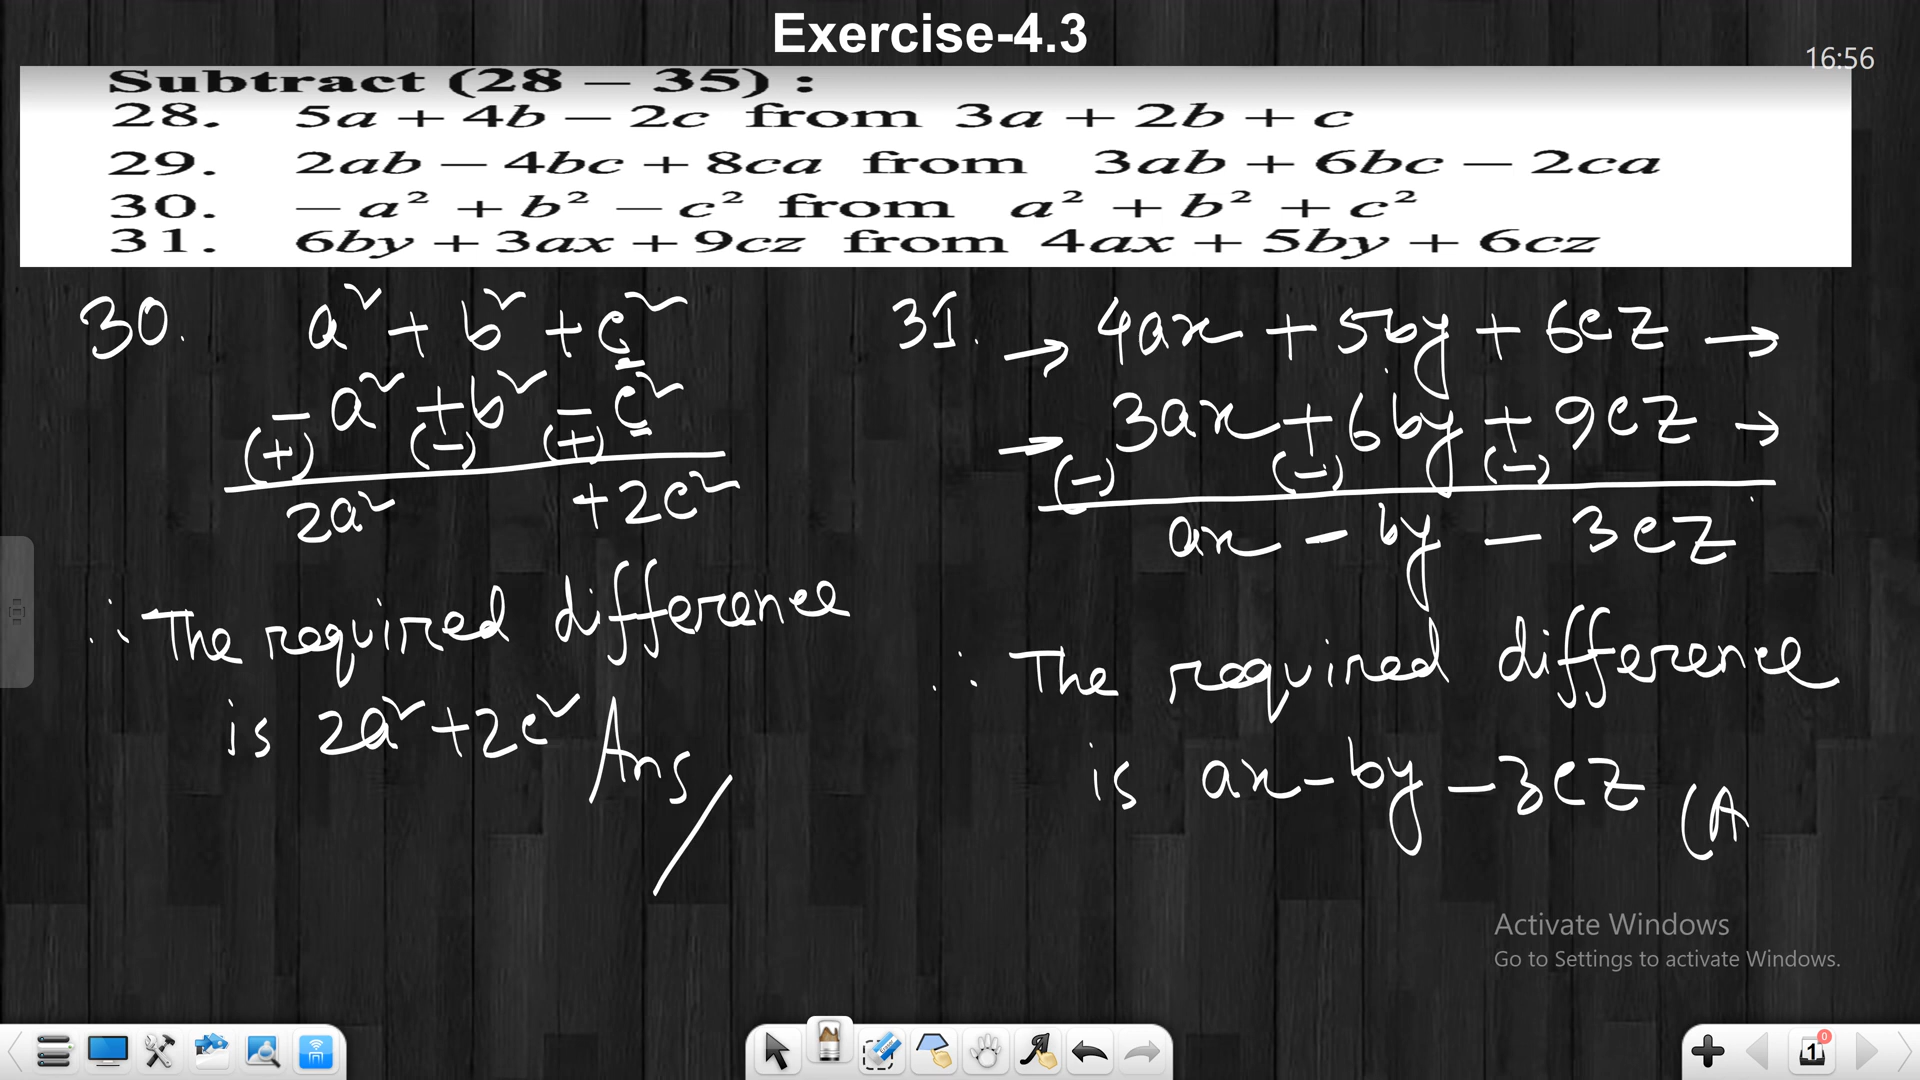 Exercise-4.3
16:56
Subtract (28 – 35) :
28. 5a + 4b – 2c from 3a + 2b + c
29. 2ab – 4bc + 8ca from 3ab + 6bc – 2ca
30. – a² + b² – c² from a² + b² + c²
31. 6by + 3ax + 9cz from 4ax + 5by + 6cz
30. a² + b² + c²
– a² + b² – c²
(+) (–) (+)
2a² + 2c²
∴ The required difference
is 2a² + 2c² Ans
31. → 4ax + 5by + 6cz →
→ 3ax + 6by + 9cz →
(–) (–) (–)
ax – by – 3cz
∴ The required difference
is ax – by – 3cz (A
Activate Windows
Go to Settings to activate Windows.
1
0